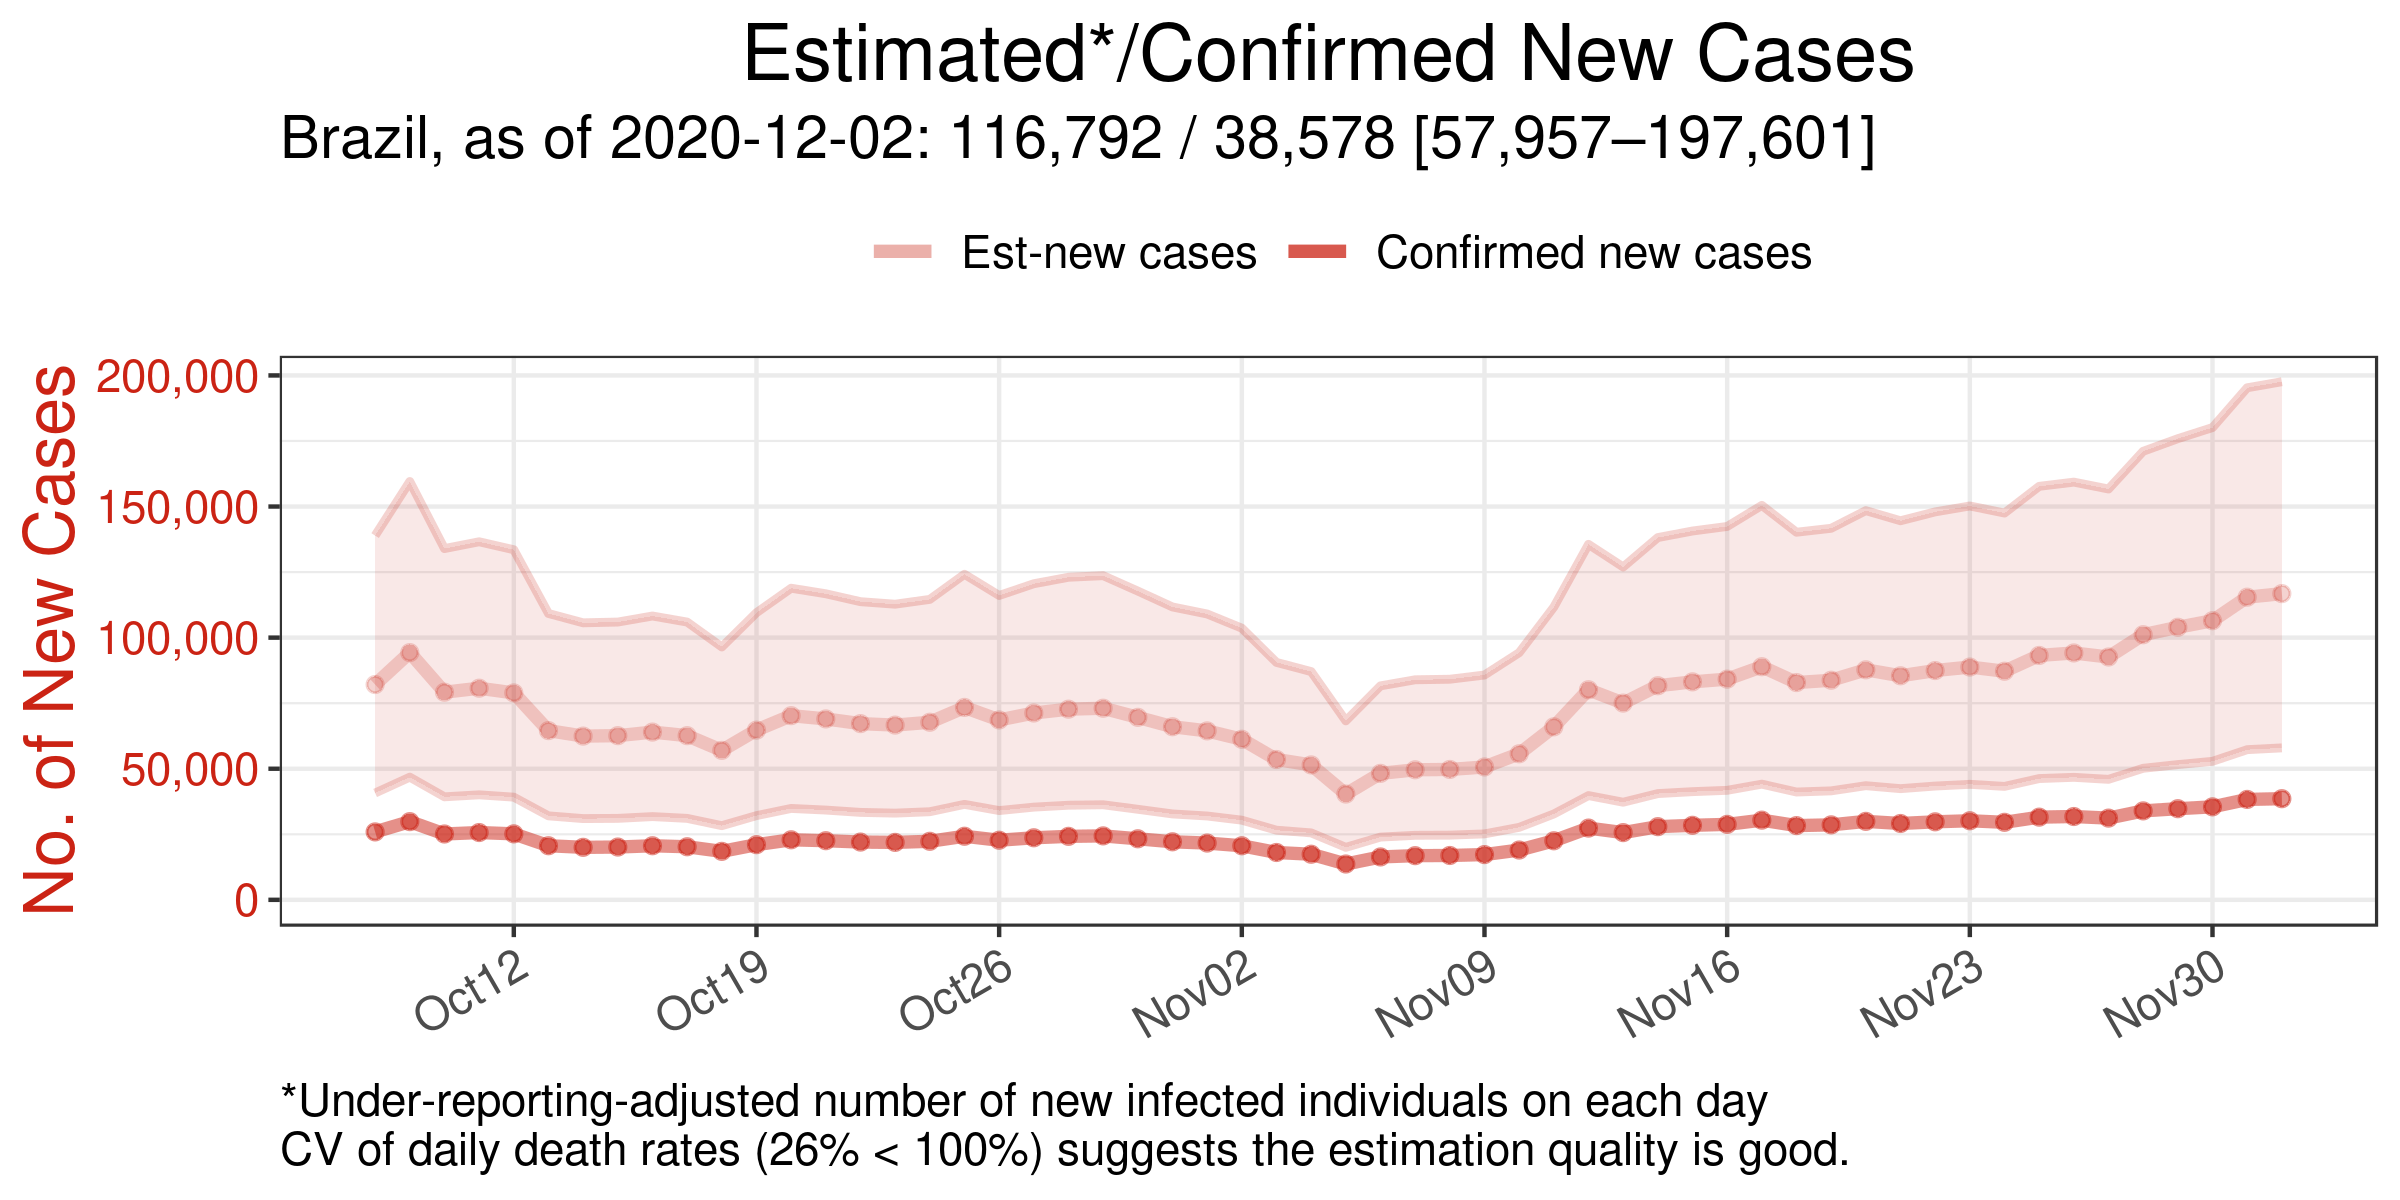 Estimated*/Confirmed New Cases
Brazil, as of 2020-12-02: 116,792 / 38,578 [57,957–197,601]
Est-new cases Confirmed new cases
No. of New Cases
200,000
150,000
100,000
50,000
0
Oct12 Oct19 Oct26 Nov02 Nov09 Nov16 Nov23 Nov30
*Under-reporting-adjusted number of new infected individuals on each day
CV of daily death rates (26% < 100%) suggests the estimation quality is good.